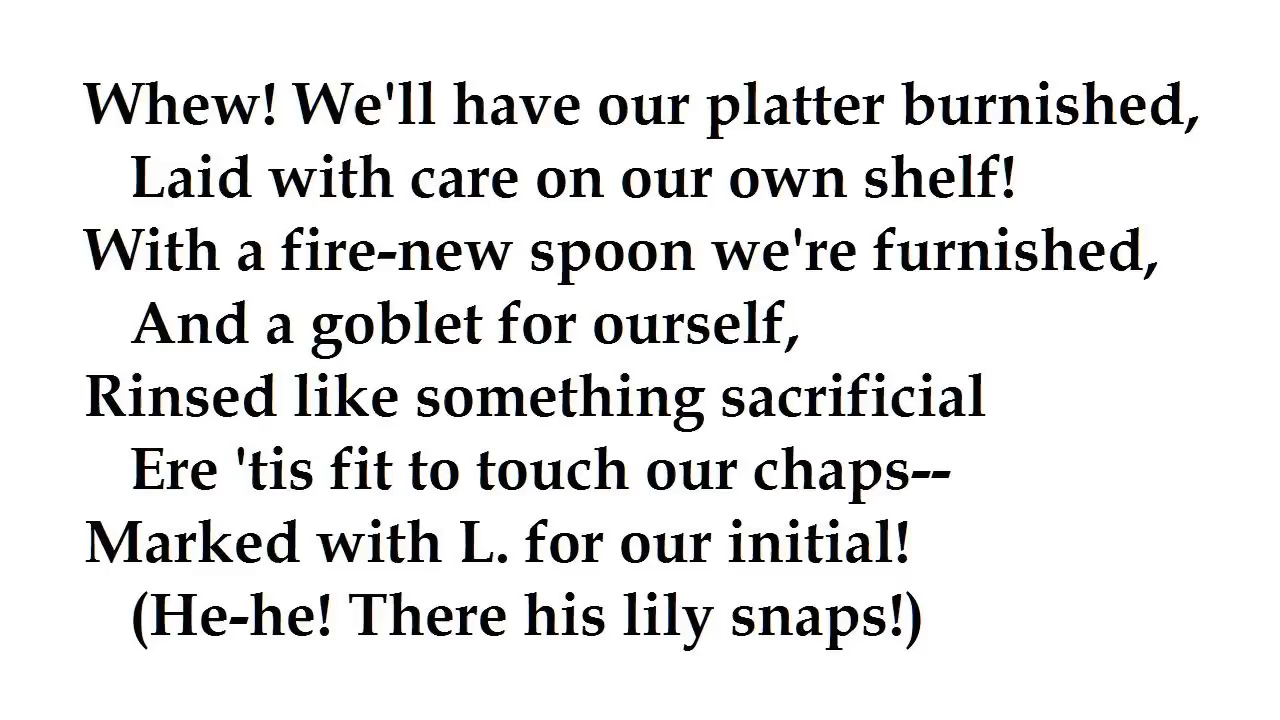 Whew! We'll have our platter burnished,
Laid with care on our own shelf!
With a fire-new spoon we're furnished,
And a goblet for ourself,
Rinsed like something sacrificial
Ere 'tis fit to touch our chaps--
Marked with L. for our initial!
(He-he! There his lily snaps!)